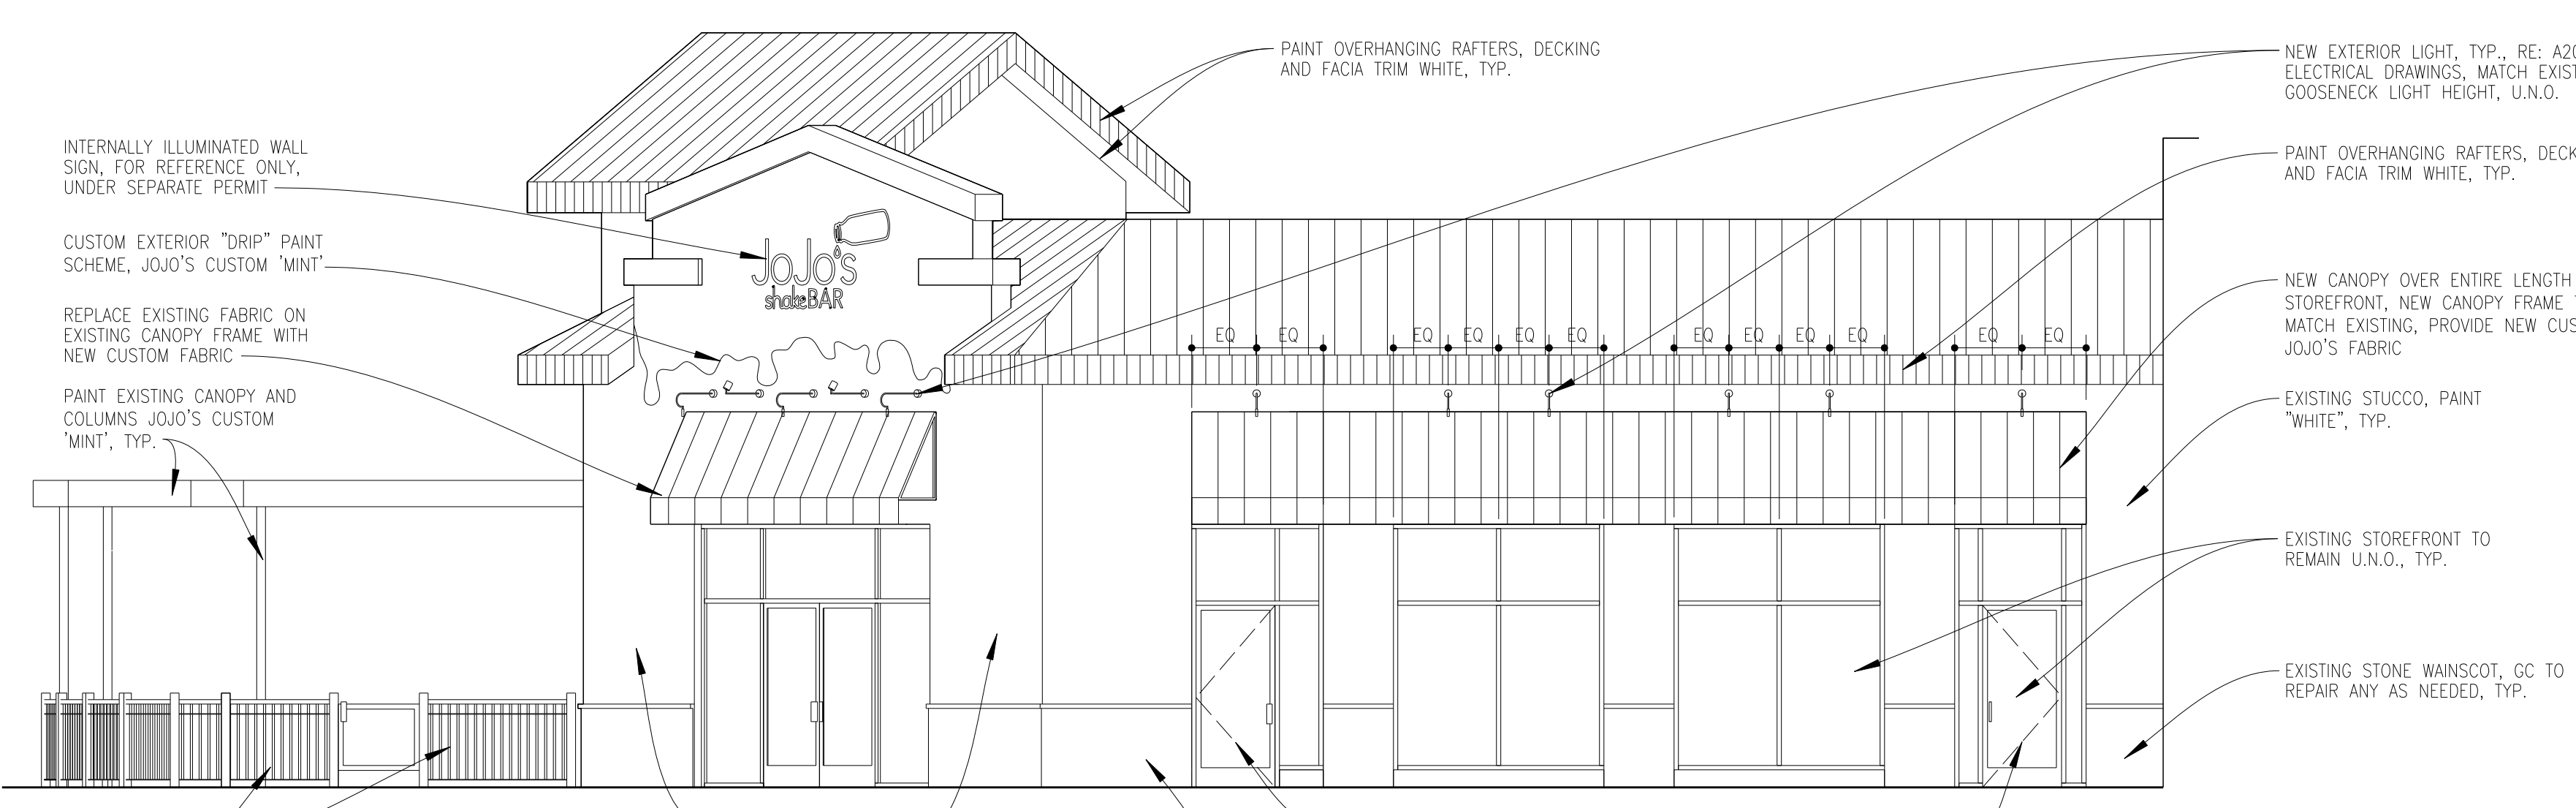 PAINT OVERHANGING RAFTERS, DECKING
AND FACIA TRIM WHITE, TYP.
INTERNALLY ILLUMINATED WALL
SIGN, FOR REFERENCE ONLY,
UNDER SEPARATE PERMIT
CUSTOM EXTERIOR "DRIP" PAINT
SCHEME, JOJO'S CUSTOM 'MINT'
REPLACE EXISTING FABRIC ON
EXISTING CANOPY FRAME WITH
NEW CUSTOM FABRIC
PAINT EXISTING CANOPY AND
COLUMNS JOJO'S CUSTOM
'MINT', TYP.
JoJo's
shakeBAR
EQ EQ EQ EQ EQ EQ EQ EQ EQ EQ EQ EQ
NEW EXTERIOR LIGHT, TYP., RE:
ELECTRICAL DRAWINGS, MATCH
GOOSENECK LIGHT HEIGHT, U.N.O.
PAINT OVERHANGING RAFTERS,
AND FACIA TRIM WHITE, TYP.
NEW CANOPY OVER ENTIRE LENGTH
STOREFRONT, NEW CANOPY FRAME
MATCH EXISTING, PROVIDE NEW
JOJO'S FABRIC
EXISTING STUCCO, PAINT
"WHITE", TYP.
EXISTING STOREFRONT TO
REMAIN U.N.O., TYP.
EXISTING STONE WAINSCOT, GC TO
REPAIR ANY AS NEEDED, TYP.